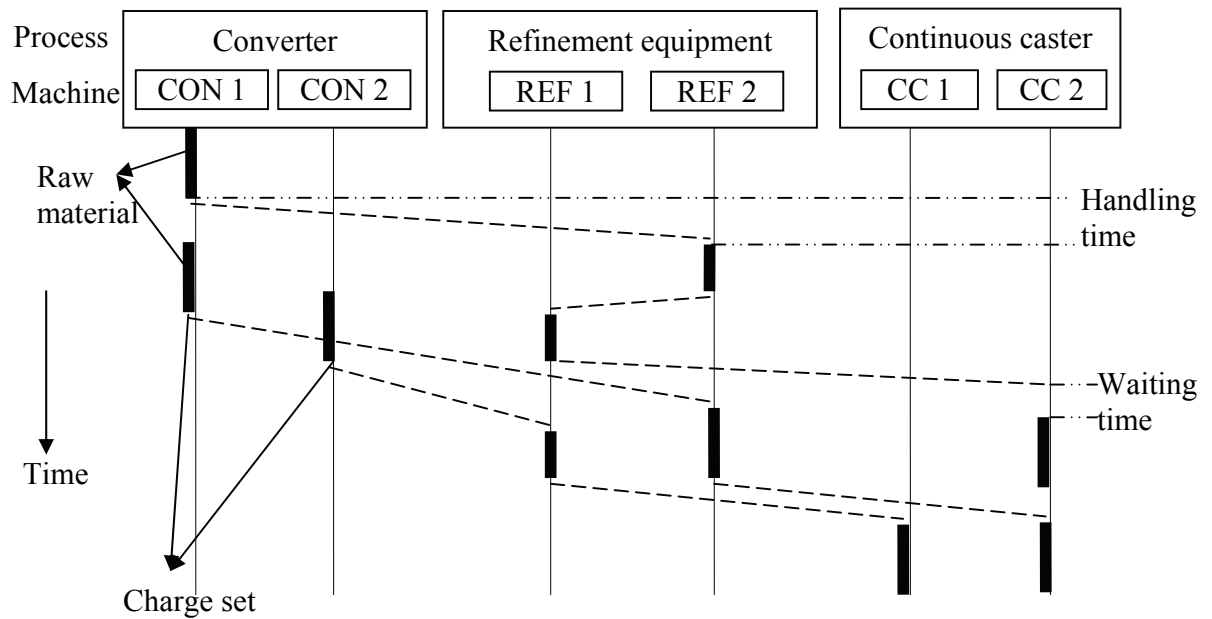 Process
Converter
Refinement equipment
Continuous caster
Machine
CON 1
CON 2
REF 1
REF 2
CC 1
CC 2
Raw
material
Handling
time
Waiting
time
Time
Charge set